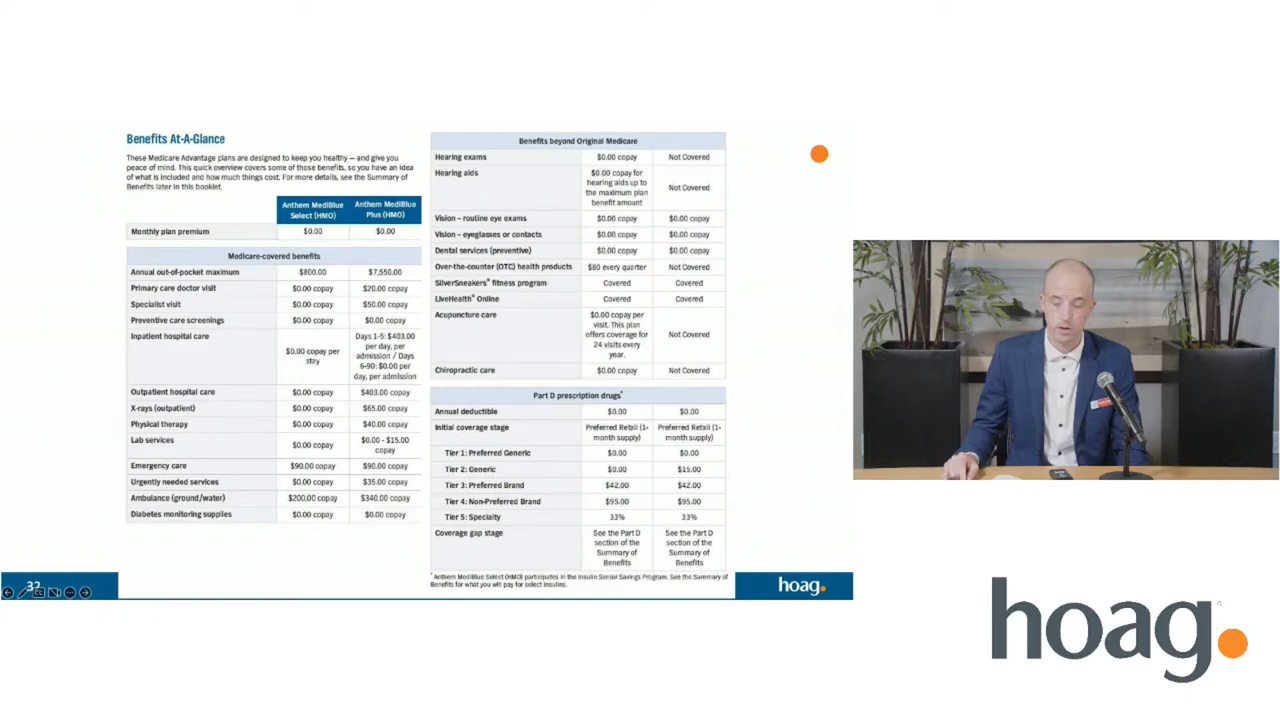 Benefits At-A-Glance
These Medicare Advantage plans are designed to keep you healthy — and give you
peace of mind. This quick overview covers some of those benefits, so you have an idea
of what is included and how much things cost. For more details, see the Summary of
Benefits later in this booklet.
Anthem MediBlue Select (HMO) Anthem MediBlue Plus (HMO)
Monthly plan premium $0.00 $0.00
Medicare-covered benefits
Annual out-of-pocket maximum $800.00 $7,550.00
Primary care doctor visit $0.00 copay $20.00 copay
Specialist visit $0.00 copay $50.00 copay
Preventive care screenings $0.00 copay $0.00 copay
Inpatient hospital care $0.00 copay per stay Days 1-5: $403.00 per day, per admission / Days 6-90: $0.00 per day, per admission
Outpatient hospital care $0.00 copay $403.00 copay
X-rays (outpatient) $0.00 copay $65.00 copay
Physical therapy $0.00 copay $40.00 copay
Lab services $0.00 copay $0.00 - $15.00 copay
Emergency care $90.00 copay $90.00 copay
Urgently needed services $0.00 copay $35.00 copay
Ambulance (ground/water) $200.00 copay $340.00 copay
Diabetes monitoring supplies $0.00 copay $0.00 copay
Benefits beyond Original Medicare
Hearing exams $0.00 copay Not Covered
Hearing aids $0.00 copay for hearing aids up to the maximum plan benefit amount Not Covered
Vision – routine eye exams $0.00 copay $0.00 copay
Vision – eyeglasses or contacts $0.00 copay $0.00 copay
Dental services (preventive) $0.00 copay $0.00 copay
Over-the-counter (OTC) health products $80 every quarter Not Covered
SilverSneakers® fitness program Covered Covered
LiveHealth® Online Covered Covered
Acupuncture care $0.00 copay per visit. This plan offers coverage for 24 visits every year. Not Covered
Chiropractic care $0.00 copay Not Covered
Part D prescription drugs*
Annual deductible $0.00 $0.00
Initial coverage stage Preferred Retail (1-month supply) Preferred Retail (1-month supply)
Tier 1: Preferred Generic $0.00 $0.00
Tier 2: Generic $0.00 $15.00
Tier 3: Preferred Brand $42.00 $42.00
Tier 4: Non-Preferred Brand $95.00 $95.00
Tier 5: Specialty 33% 33%
Coverage gap stage See the Part D section of the Summary of Benefits See the Part D section of the Summary of Benefits
* Anthem MediBlue Select (HMO) participates in the Insulin Senior Savings Program. See the Summary of
Benefits for what you will pay for select insulins.
32
hoag.
hoag.